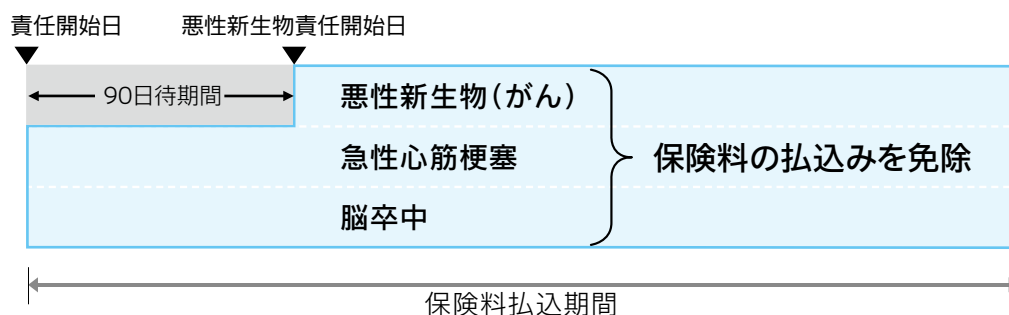 責任開始日
悪性新生物責任開始日
90日待期間
悪性新生物(がん)
急性心筋梗塞
脳卒中
保険料の払込みを免除
保険料払込期間